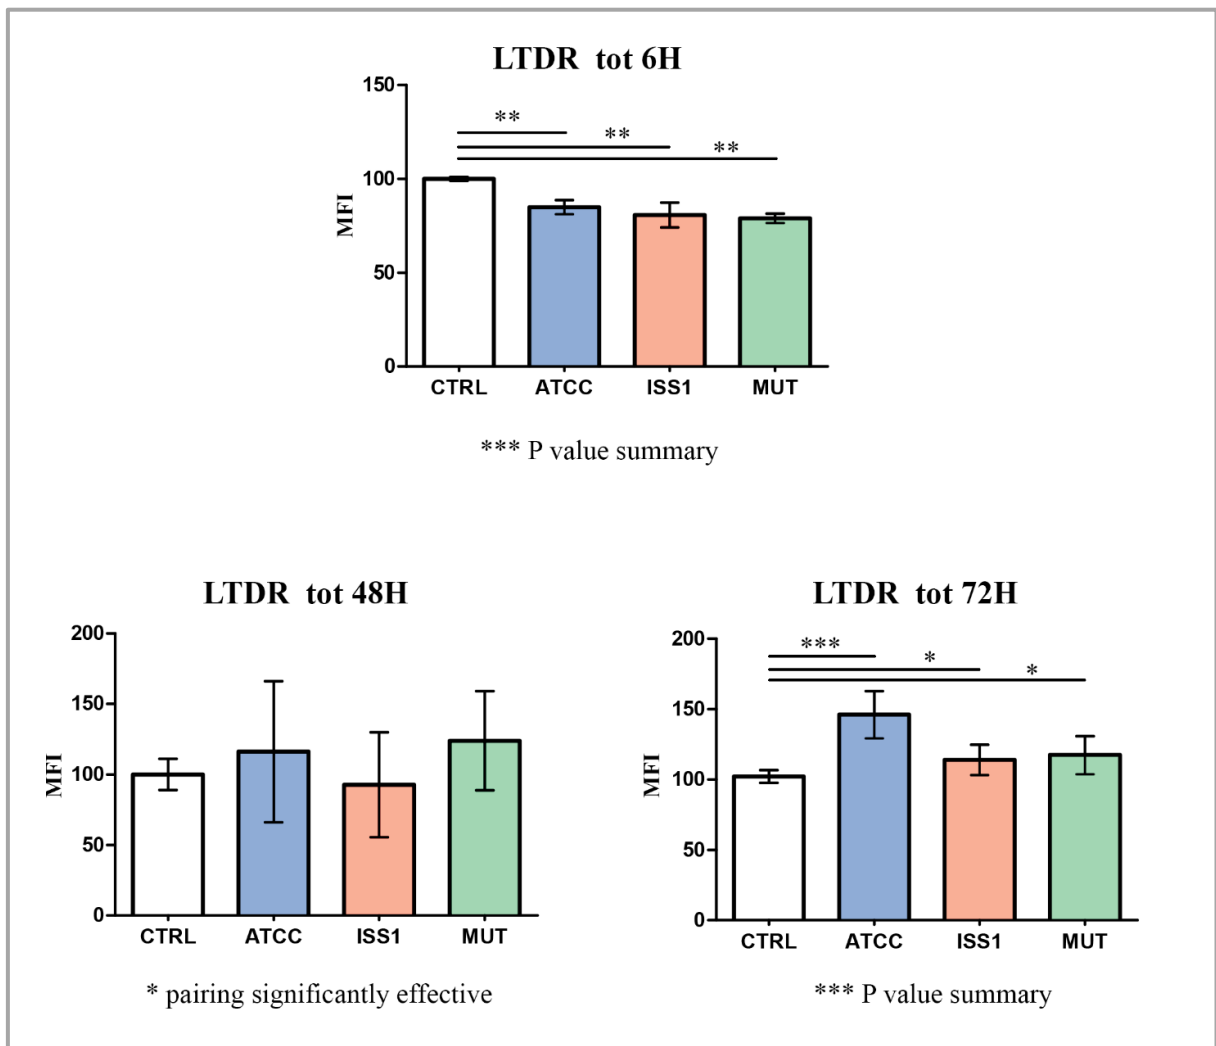 LTDR tot 6H
150
100
50
0
MFI
**
**
**
CTRL ATCC ISS1 MUT
*** P value summary
LTDR tot 48H
200
150
100
50
0
MFI
CTRL ATCC ISS1 MUT
* pairing significantly effective
LTDR tot 72H
200
150
100
50
0
MFI
***
*
*
CTRL ATCC ISS1 MUT
*** P value summary